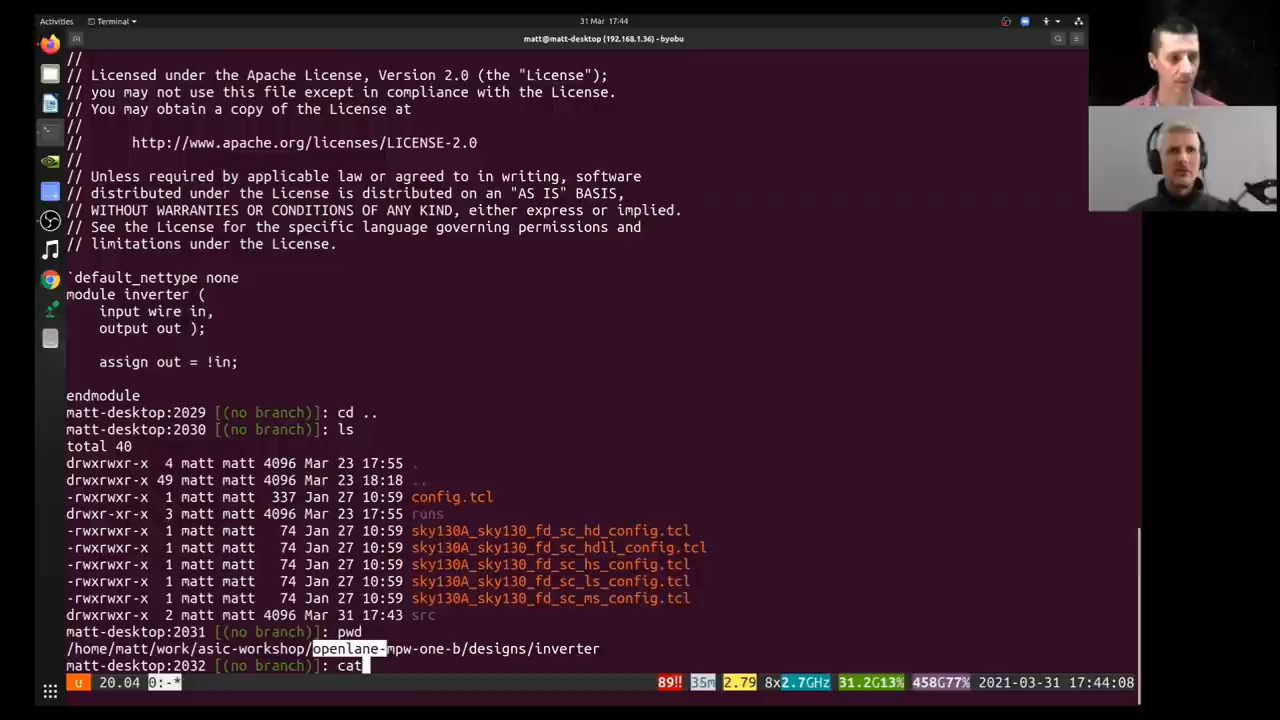 Activities
Terminal
31 Mar 17:44
matt@matt-desktop (192.168.1.36) - byobu
//
// Licensed under the Apache License, Version 2.0 (the "License");
// you may not use this file except in compliance with the License.
// You may obtain a copy of the License at
//
//      http://www.apache.org/licenses/LICENSE-2.0
//
// Unless required by applicable law or agreed to in writing, software
// distributed under the License is distributed on an "AS IS" BASIS,
// WITHOUT WARRANTIES OR CONDITIONS OF ANY KIND, either express or implied.
// See the License for the specific language governing permissions and
// limitations under the License.
`default_nettype none
module inverter (
    input wire in,
    output out );
    assign out = !in;
endmodule
matt-desktop:2029 [(no branch)]: cd ..
matt-desktop:2030 [(no branch)]: ls
total 40
drwxrwxr-x  4 matt matt 4096 Mar 23 17:55 .
drwxrwxr-x 49 matt matt 4096 Mar 23 18:18 ..
-rwxrwxr-x  1 matt matt  337 Jan 27 10:59 config.tcl
drwxr-xr-x  3 matt matt 4096 Mar 23 17:55 runs
-rwxrwxr-x  1 matt matt   74 Jan 27 10:59 sky130A_sky130_fd_sc_hd_config.tcl
-rwxrwxr-x  1 matt matt   74 Jan 27 10:59 sky130A_sky130_fd_sc_hdll_config.tcl
-rwxrwxr-x  1 matt matt   74 Jan 27 10:59 sky130A_sky130_fd_sc_hs_config.tcl
-rwxrwxr-x  1 matt matt   74 Jan 27 10:59 sky130A_sky130_fd_sc_ls_config.tcl
-rwxrwxr-x  1 matt matt   74 Jan 27 10:59 sky130A_sky130_fd_sc_ms_config.tcl
drwxrwxr-x  2 matt matt 4096 Mar 31 17:43 src
matt-desktop:2031 [(no branch)]: pwd
/home/matt/work/asic-workshop/openlane-mpw-one-b/designs/inverter
matt-desktop:2032 [(no branch)]: cat
u 20.04 0:-* 89!! 35m 2.79 8x2.7GHz 31.2G13% 458G77% 2021-03-31 17:44:08